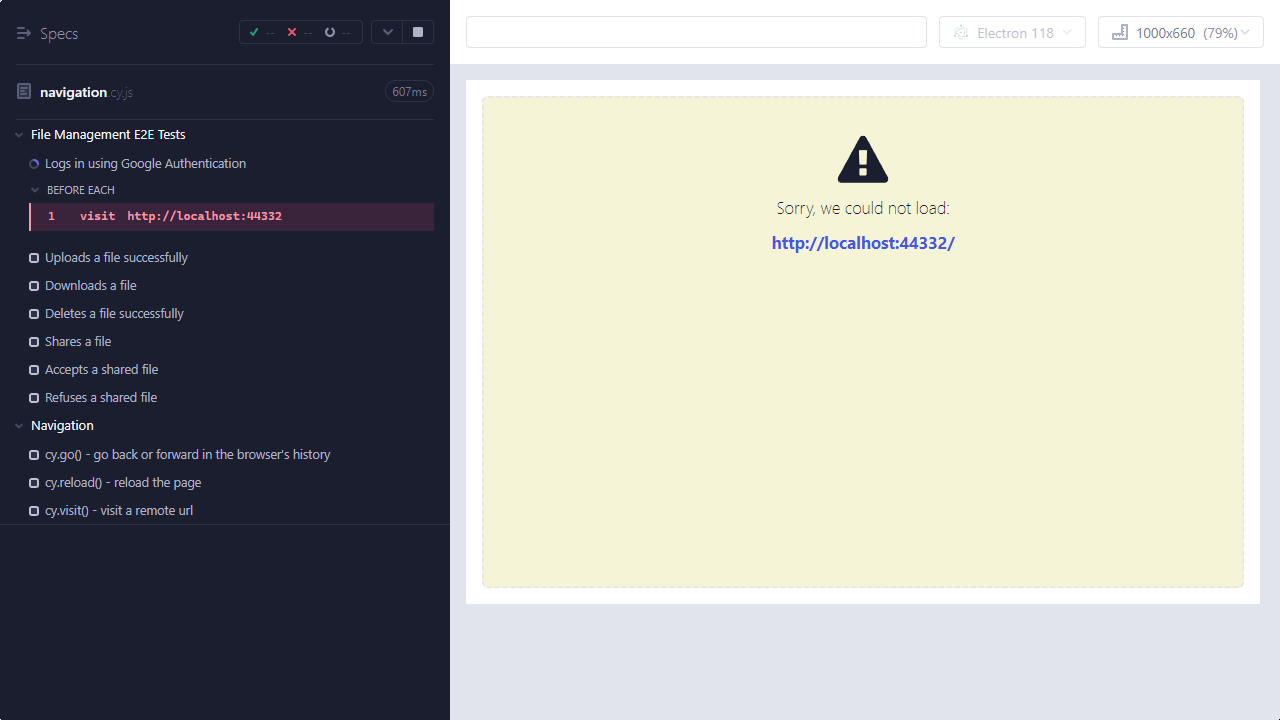 Specs
-- -- --
navigation.cy.js
607ms
File Management E2E Tests
Logs in using Google Authentication
BEFORE EACH
1 visit http://localhost:44332
Uploads a file successfully
Downloads a file
Deletes a file successfully
Shares a file
Accepts a shared file
Refuses a shared file
Navigation
cy.go() - go back or forward in the browser's history
cy.reload() - reload the page
cy.visit() - visit a remote url
Electron 118
1000x660 (79%)
Sorry, we could not load:
http://localhost:44332/